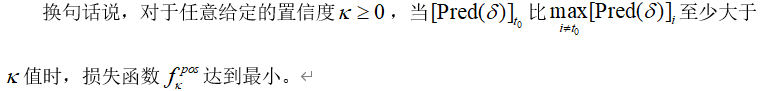 换句话说，对于任意给定的置信度 κ ≥ 0，当 [Pred(δ)]_{t_0} 比 max_{i≠t_0}[Pred(δ)]_i 至少大于
κ 值时，损失函数 f_κ^{pos} 达到最小。↵